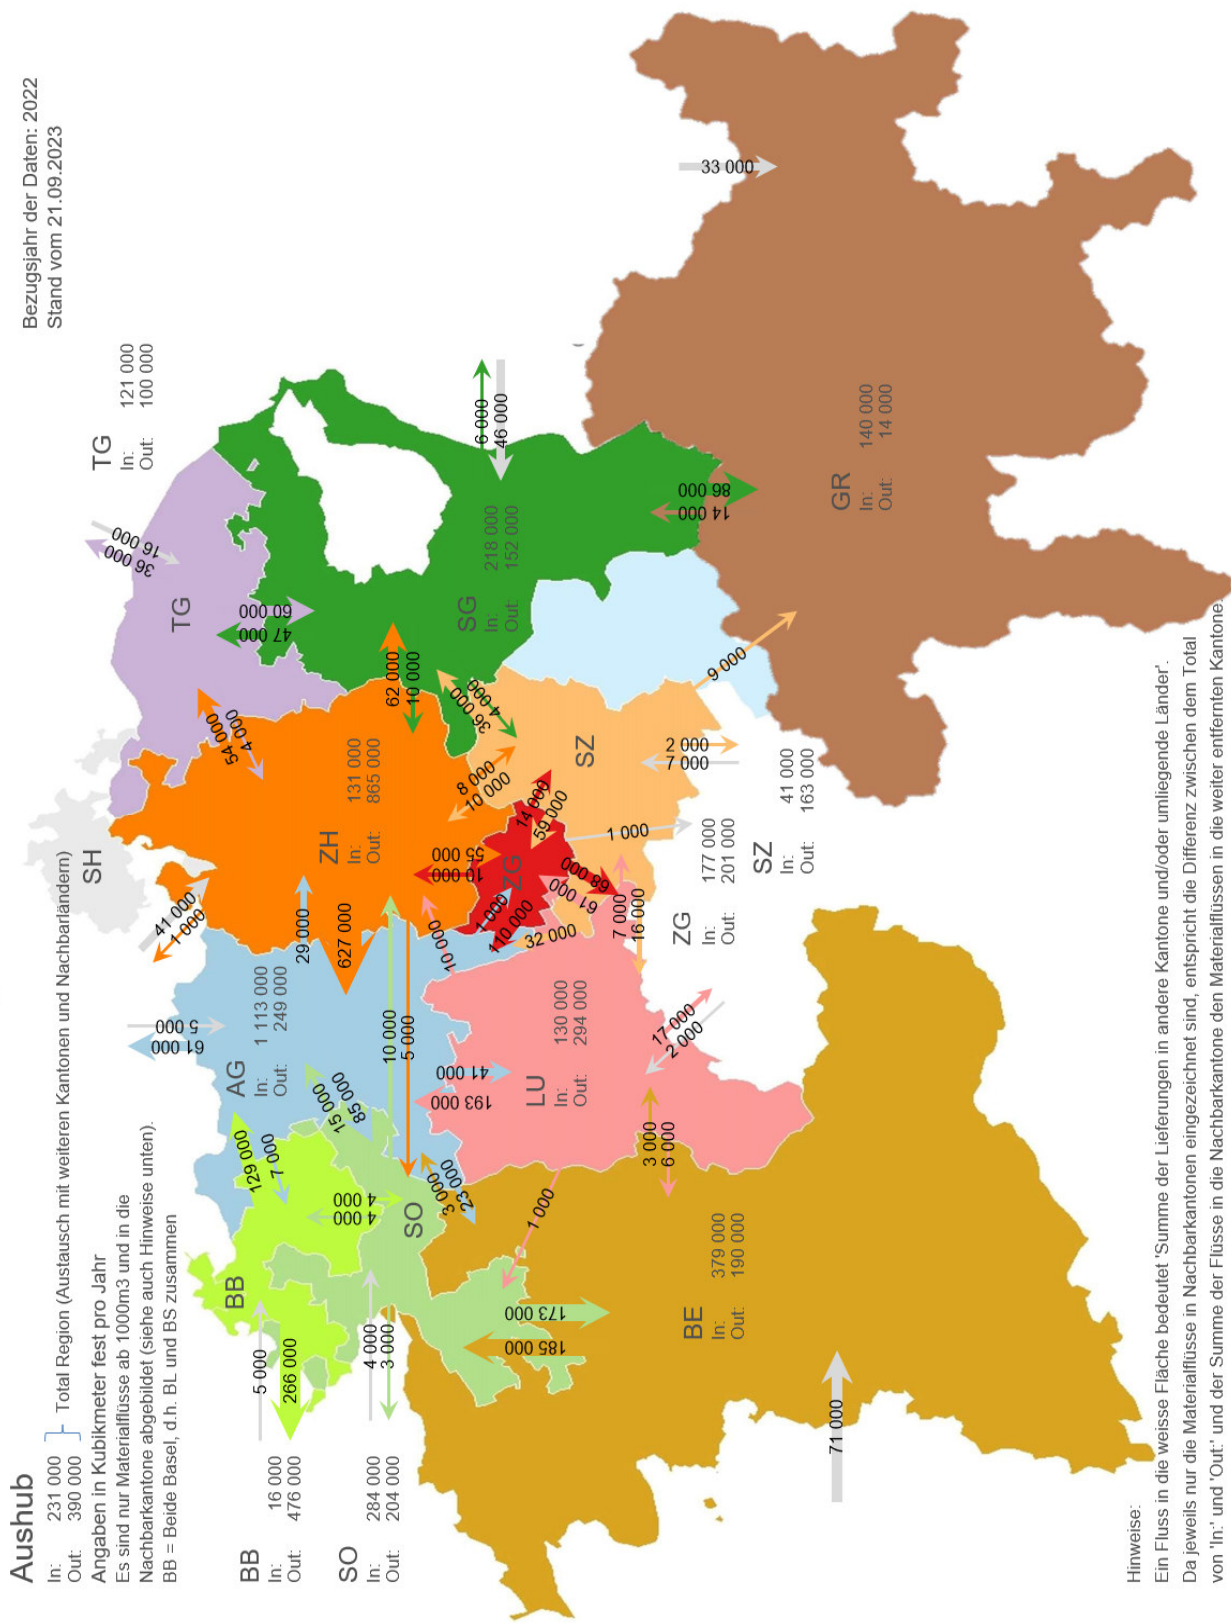 Aushub
In: 231 000
Out: 390 000
Total Region (Austausch mit weiteren Kantonen und Nachbarländern)
Angaben in Kubikmeter fest pro Jahr
Es sind nur Materialflüsse ab 1000m3 und in die
Nachbarkantone abgebildet (siehe auch Hinweise unten).
BB = Beide Basel, d.h. BL und BS zusammen
Bezugsjahr der Daten: 2022
Stand vom 21.09.2023
BB
In: 16 000
Out: 476 000
SO
In: 284 000
Out: 204 000
TG
In: 121 000
Out: 100 000
SH
TG
BB
SO
AG
In: 1 113 000
Out: 249 000
ZH
In: 131 000
Out: 865 000
SG
In: 218 000
Out: 152 000
LU
In: 130 000
Out: 294 000
ZG
SZ
ZG
In: 177 000
Out: 201 000
SZ
In: 41 000
Out: 163 000
BE
In: 379 000
Out: 190 000
GR
In: 140 000
Out: 14 000
5 000
266 000
4 000
3 000
129 000
7 000
4 000
4 000
15 000
85 000
61 000
5 000
41 000
1 000
29 000
627 000
10 000
5 000
54 000
4 000
36 000
16 000
47 000
60 000
62 000
10 000
6 000
46 000
36 000
4 000
8 000
10 000
10 000
55 000
14 000
59 000
1 000
110 000
32 000
68 000
61 000
1 000
7 000
16 000
10 000
193 000
41 000
3 000
23 000
1 000
173 000
185 000
3 000
6 000
17 000
2 000
2 000
7 000
9 000
14 000
86 000
33 000
71 000
Hinweise:
Ein Fluss in die weisse Fläche bedeutet 'Summe der Lieferungen in andere Kantone und/oder umliegende Länder'.
Da jeweils nur die Materialflüsse in Nachbarkantonen eingezeichnet sind, entspricht die Differenz zwischen dem Total
von 'In:' und 'Out:' und der Summe der Flüsse in die Nachbarkantone den Materialflüssen in die weiter entfernten Kantone.